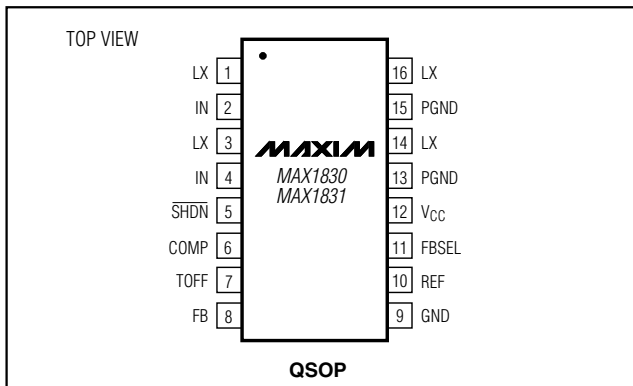 TOP VIEW
LX 1
IN 2
LX 3
IN 4
SHDN 5
COMP 6
TOFF 7
FB 8
MAXIM
MAX1830
MAX1831
16 LX
15 PGND
14 LX
13 PGND
12 VCC
11 FBSEL
10 REF
9 GND
QSOP